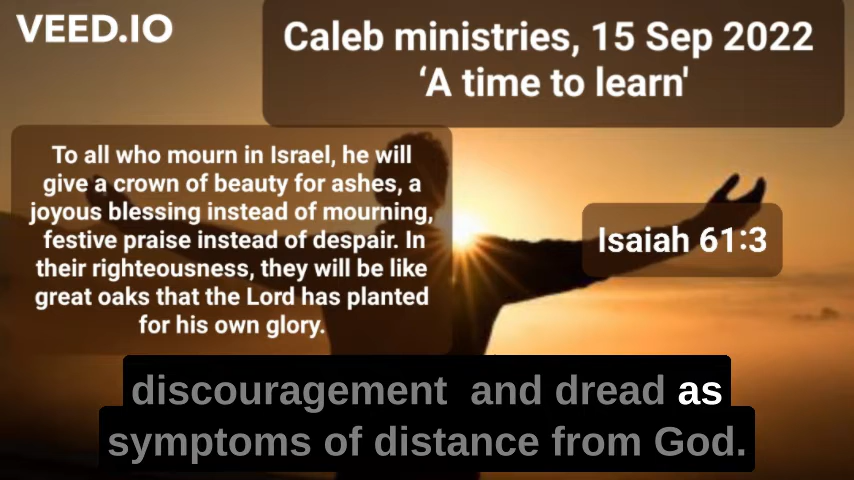 VEED.IO
Caleb ministries, 15 Sep 2022
‘A time to learn'
To all who mourn in Israel, he will
give a crown of beauty for ashes, a
joyous blessing instead of mourning,
festive praise instead of despair. In
their righteousness, they will be like
great oaks that the Lord has planted
for his own glory.
Isaiah 61:3
discouragement and dread as
symptoms of distance from God.